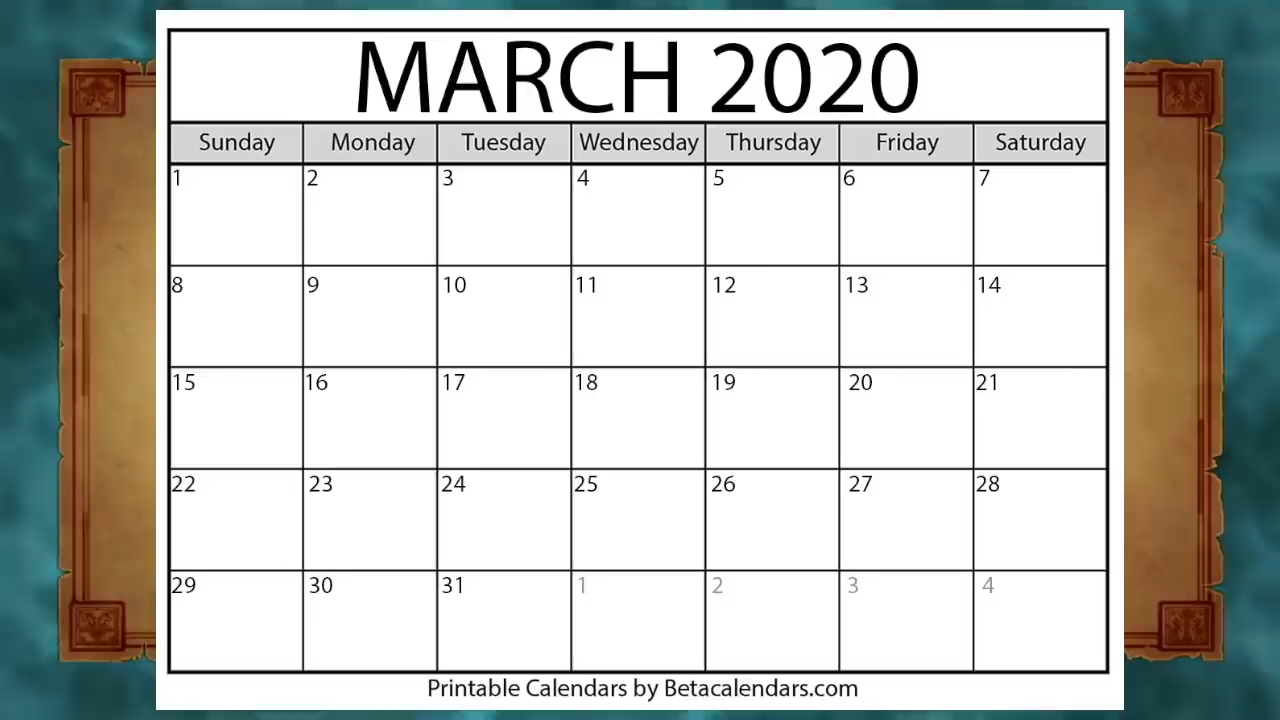 MARCH 2020
Sunday Monday Tuesday Wednesday Thursday Friday Saturday
1 2 3 4 5 6 7
8 9 10 11 12 13 14
15 16 17 18 19 20 21
22 23 24 25 26 27 28
29 30 31 1 2 3 4
Printable Calendars by Betacalendars.com